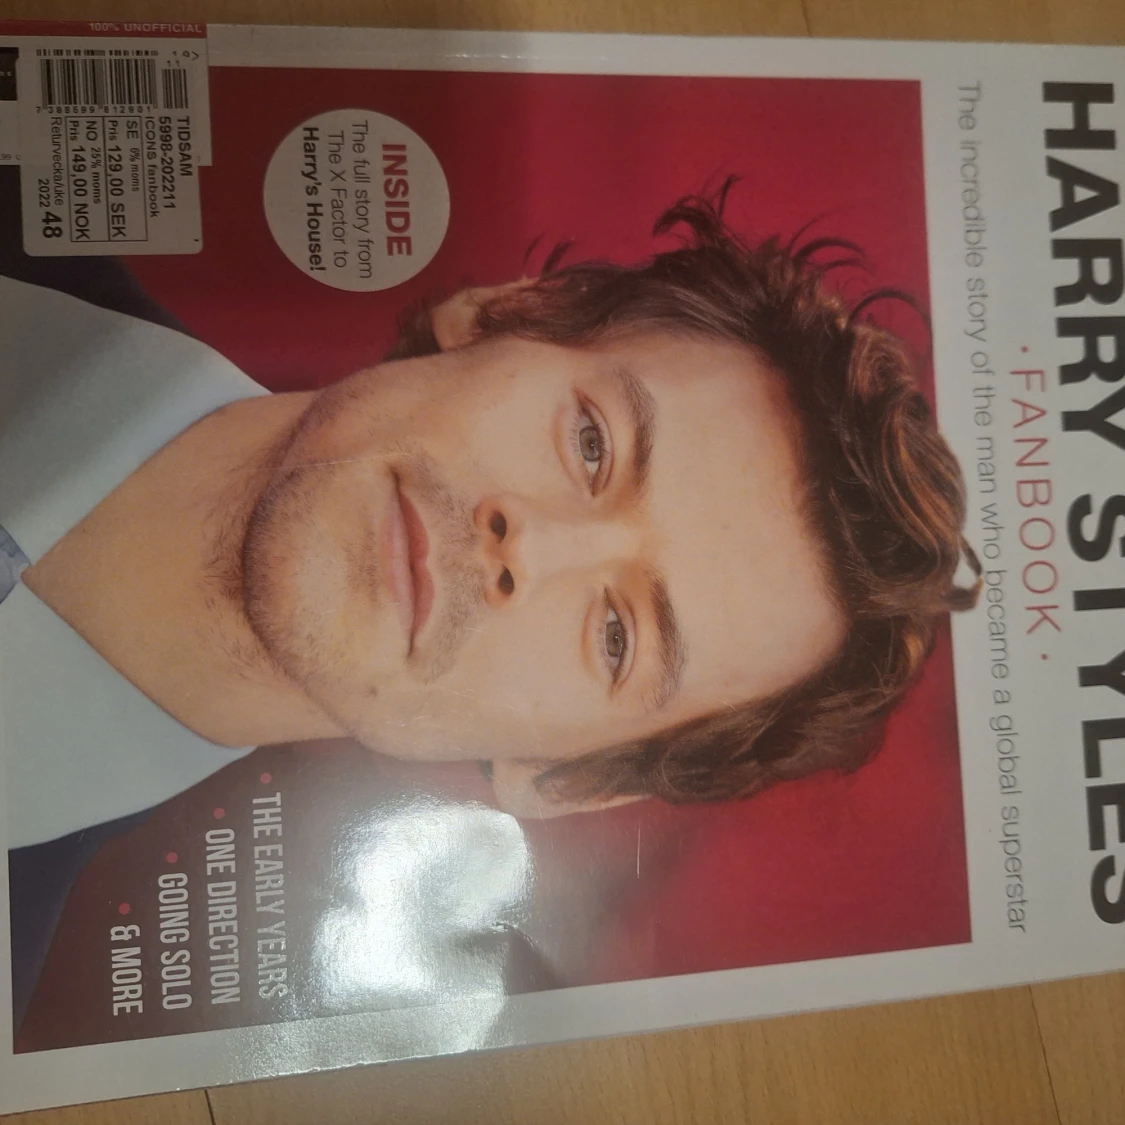 HARRY STYLES
• FANBOOK •
The incredible story of the man who became a global superstar
INSIDE
The full story from
The X Factor to
Harry's House!
• THE EARLY YEARS
• ONE DIRECTION
• GOING SOLO
• & MORE
100% UNOFFICIAL
TIDSAM
5998-202211
ICONS fanbook
SE 6% moms
Pris 129,00 SEK
NO 25% moms
Pris 149,00 NOK
Returvecka/uke
2022 48